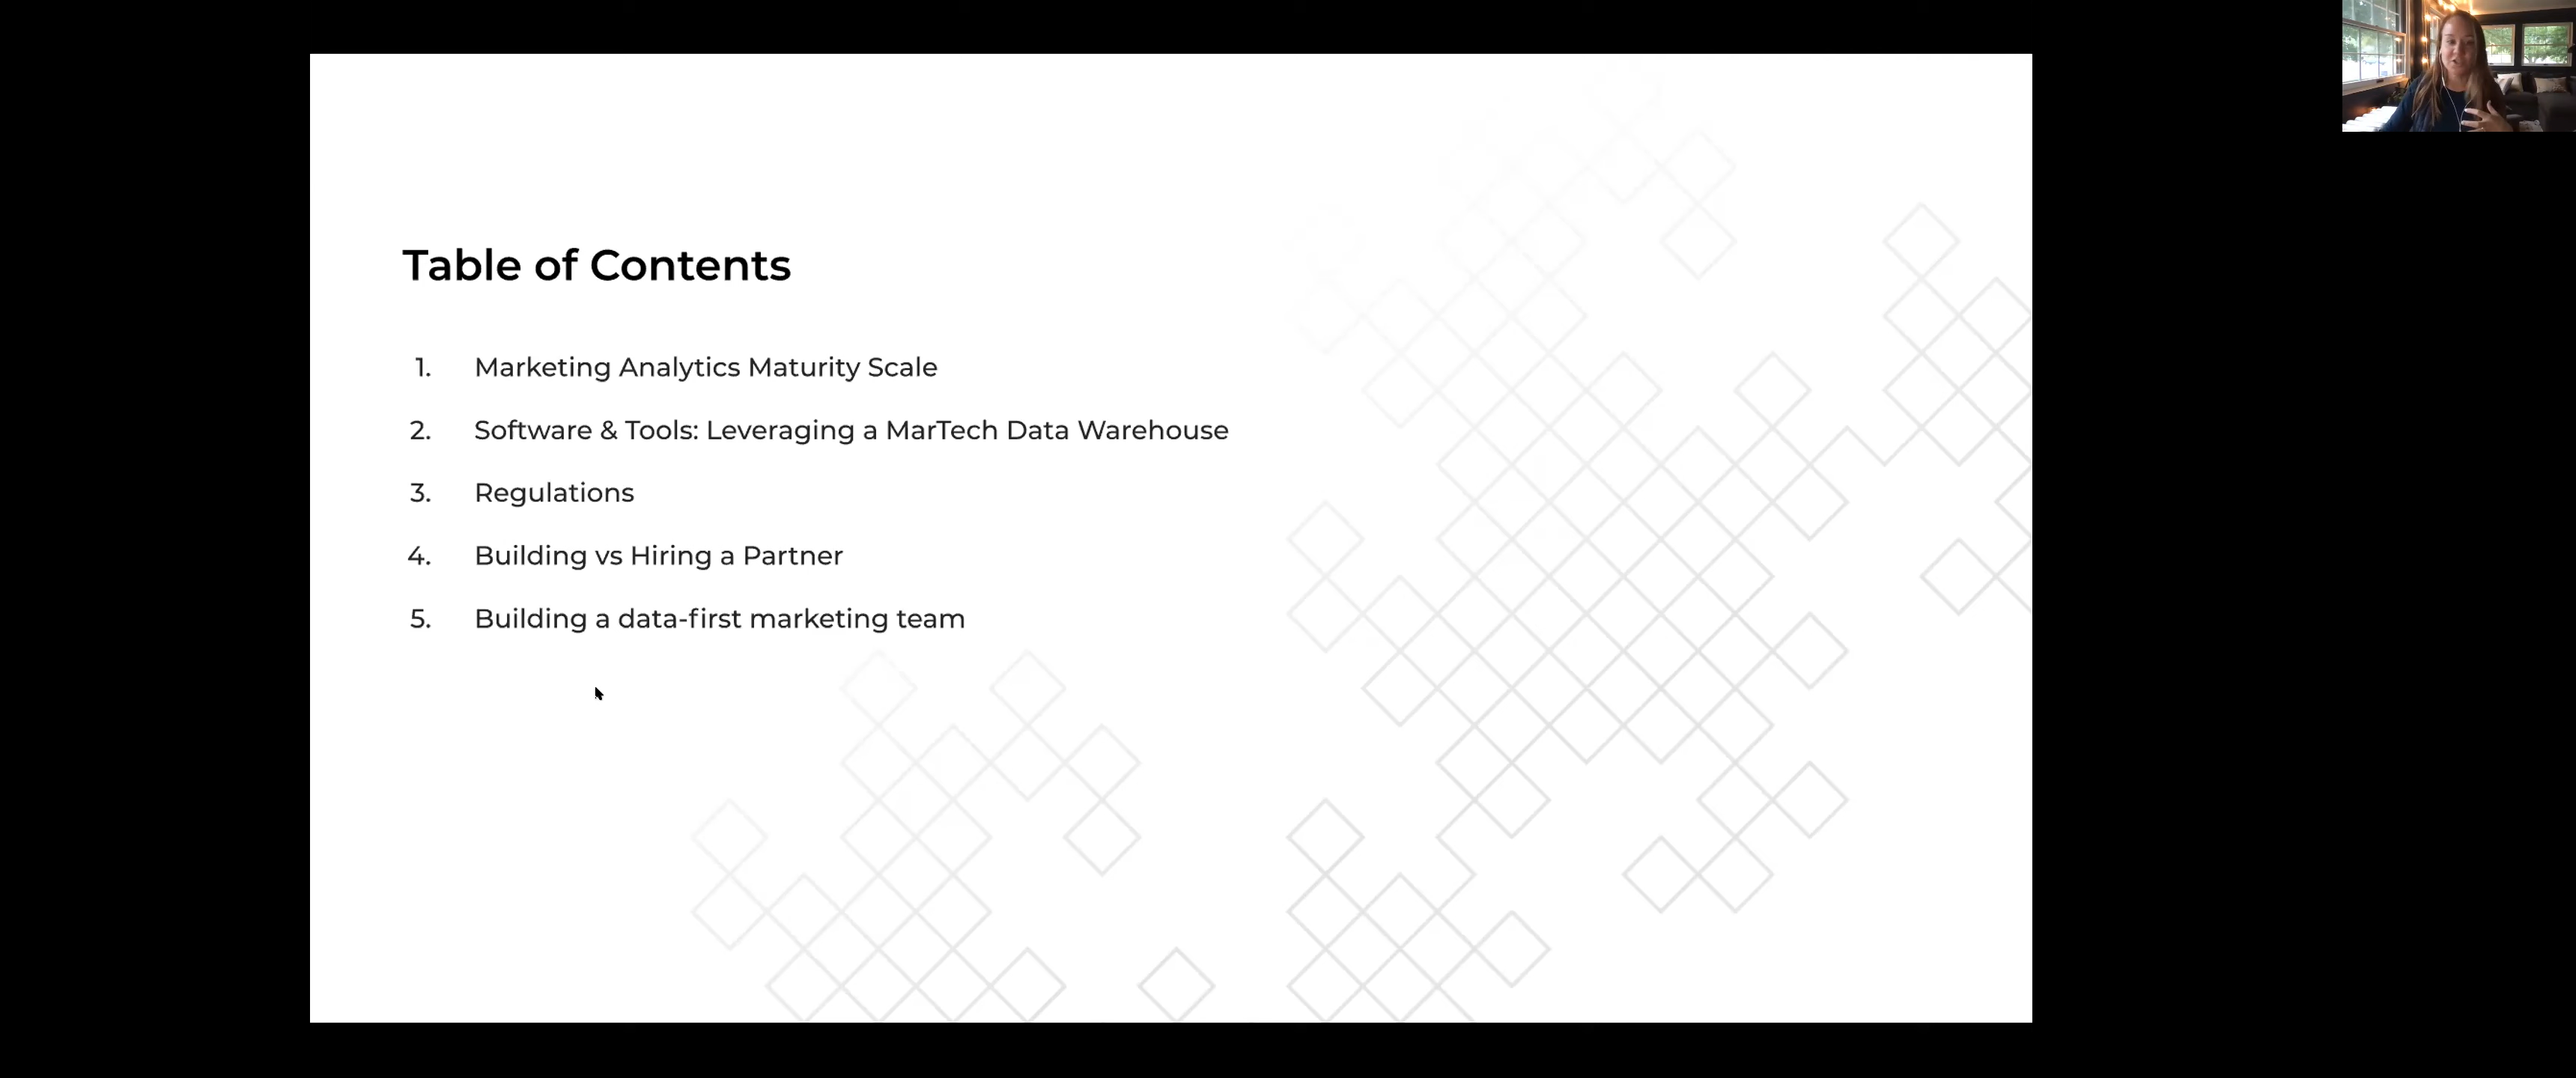 Table of Contents
1. Marketing Analytics Maturity Scale
2. Software & Tools: Leveraging a MarTech Data Warehouse
3. Regulations
4. Building vs Hiring a Partner
5. Building a data-first marketing team